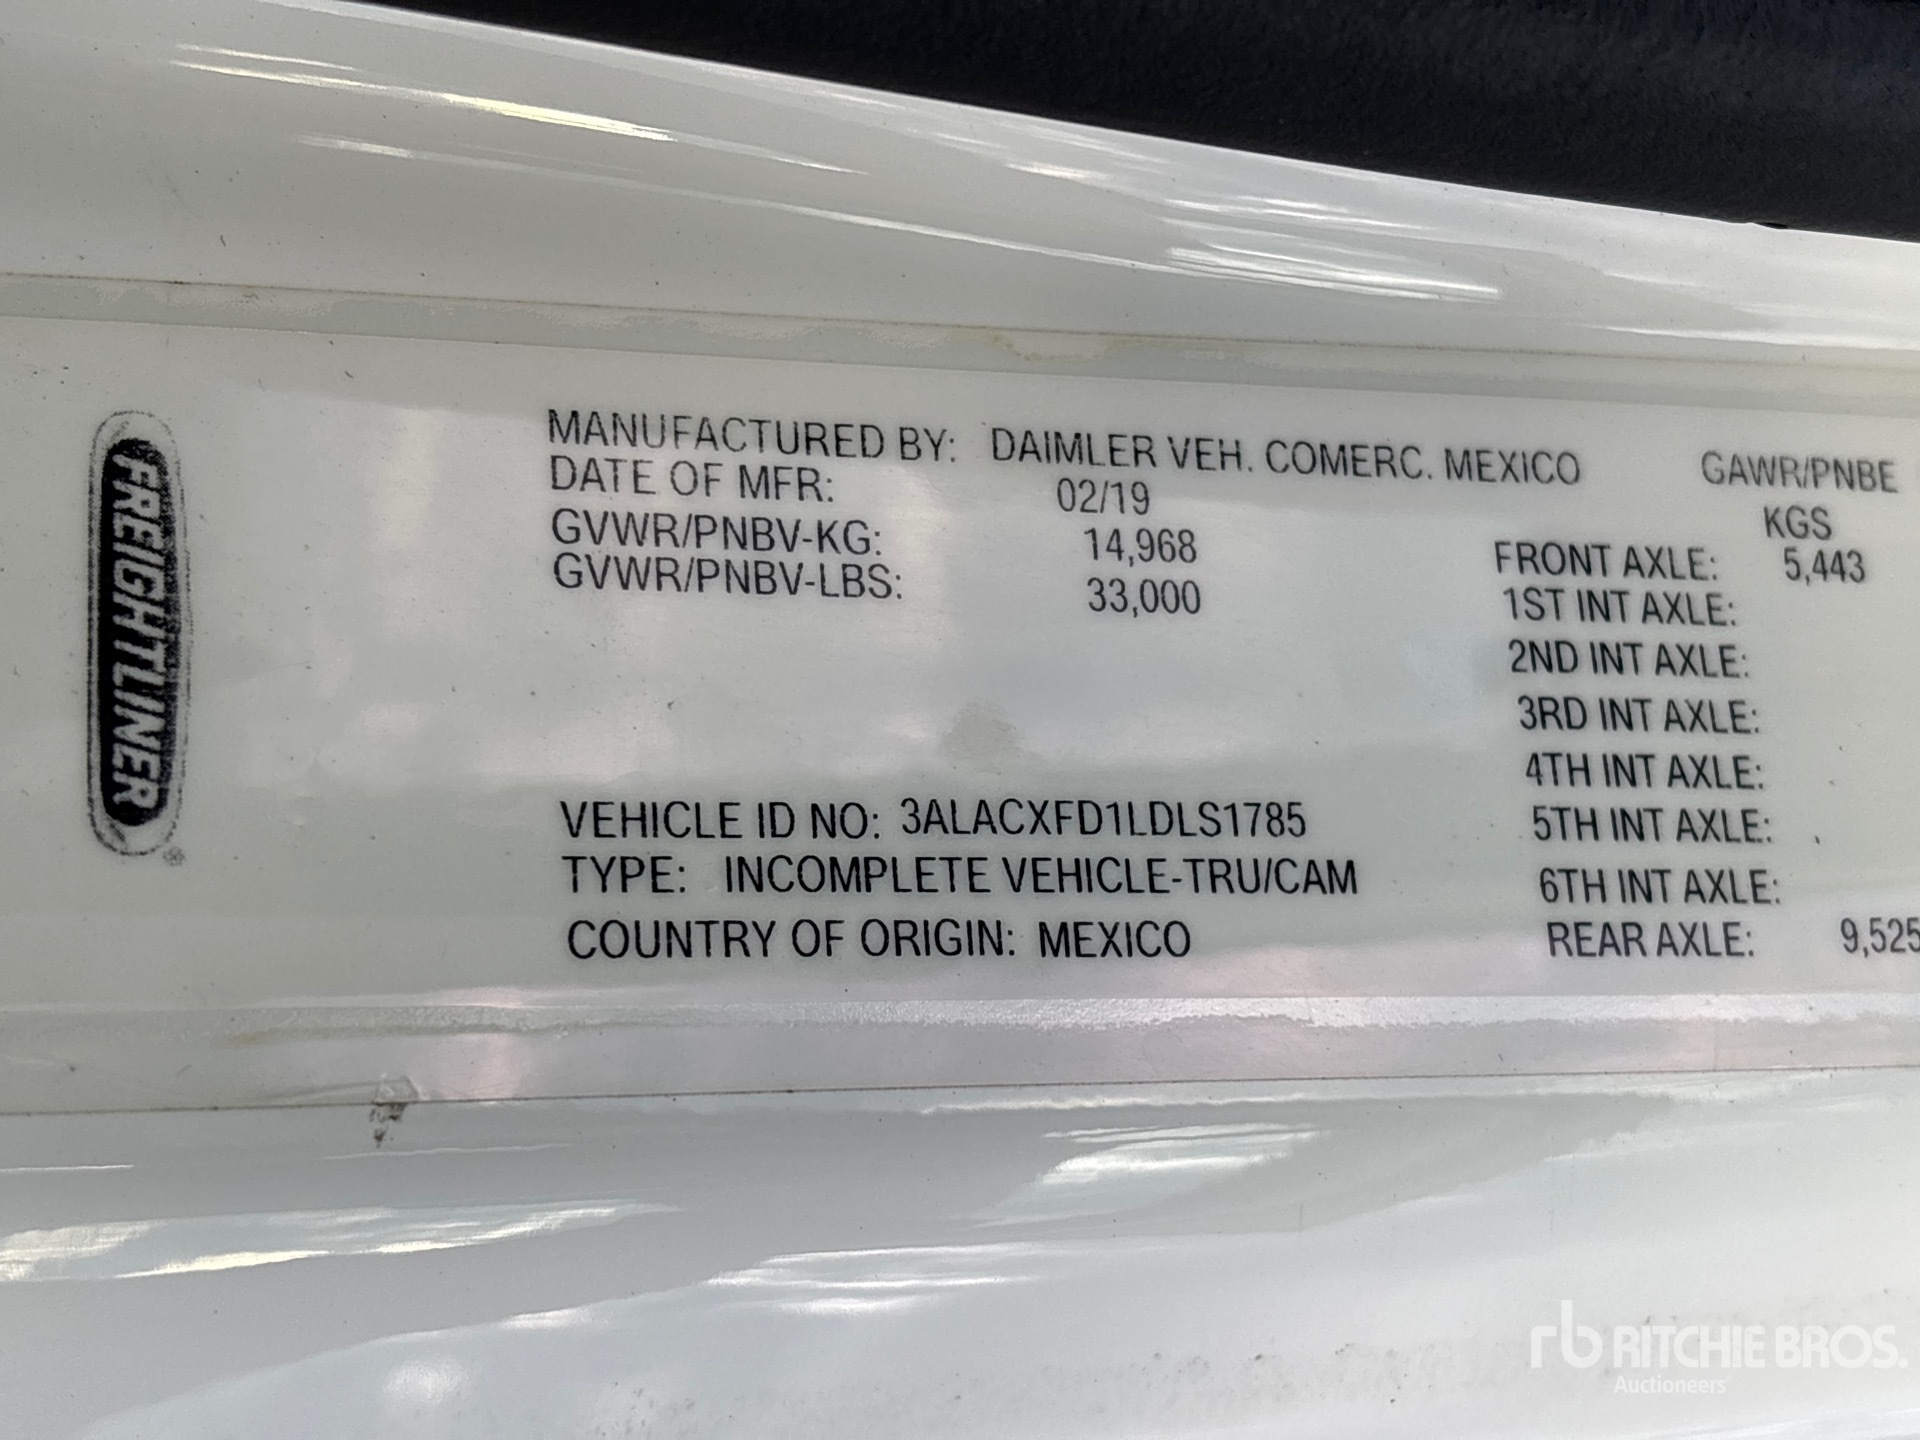 FREIGHTLINER
MANUFACTURED BY: DAIMLER VEH. COMERC. MEXICO
DATE OF MFR: 02/19
GVWR/PNBV-KG: 14,968
GVWR/PNBV-LBS: 33,000
VEHICLE ID NO: 3ALACXFD1LDLS1785
TYPE: INCOMPLETE VEHICLE-TRU/CAM
COUNTRY OF ORIGIN: MEXICO
GAWR/PNBE
KGS
FRONT AXLE: 5,443
1ST INT AXLE:
2ND INT AXLE:
3RD INT AXLE:
4TH INT AXLE:
5TH INT AXLE:
6TH INT AXLE:
REAR AXLE: 9,525
rb RITCHIE BROS.
Auctioneers